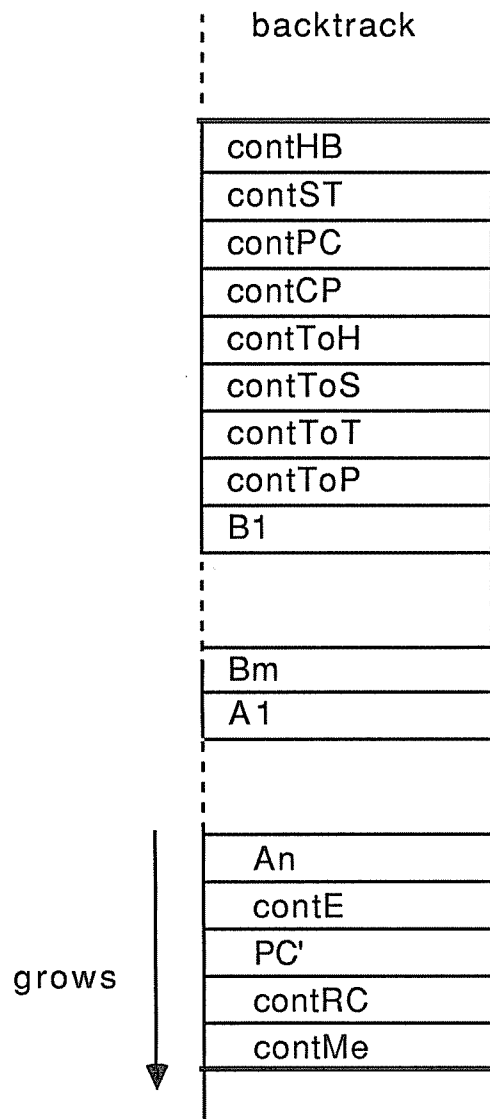 backtrack
contHB
contST
contPC
contCP
contToH
contToS
contToT
contToP
B1
Bm
A1
An
contE
PC'
grows
contRC
contMe